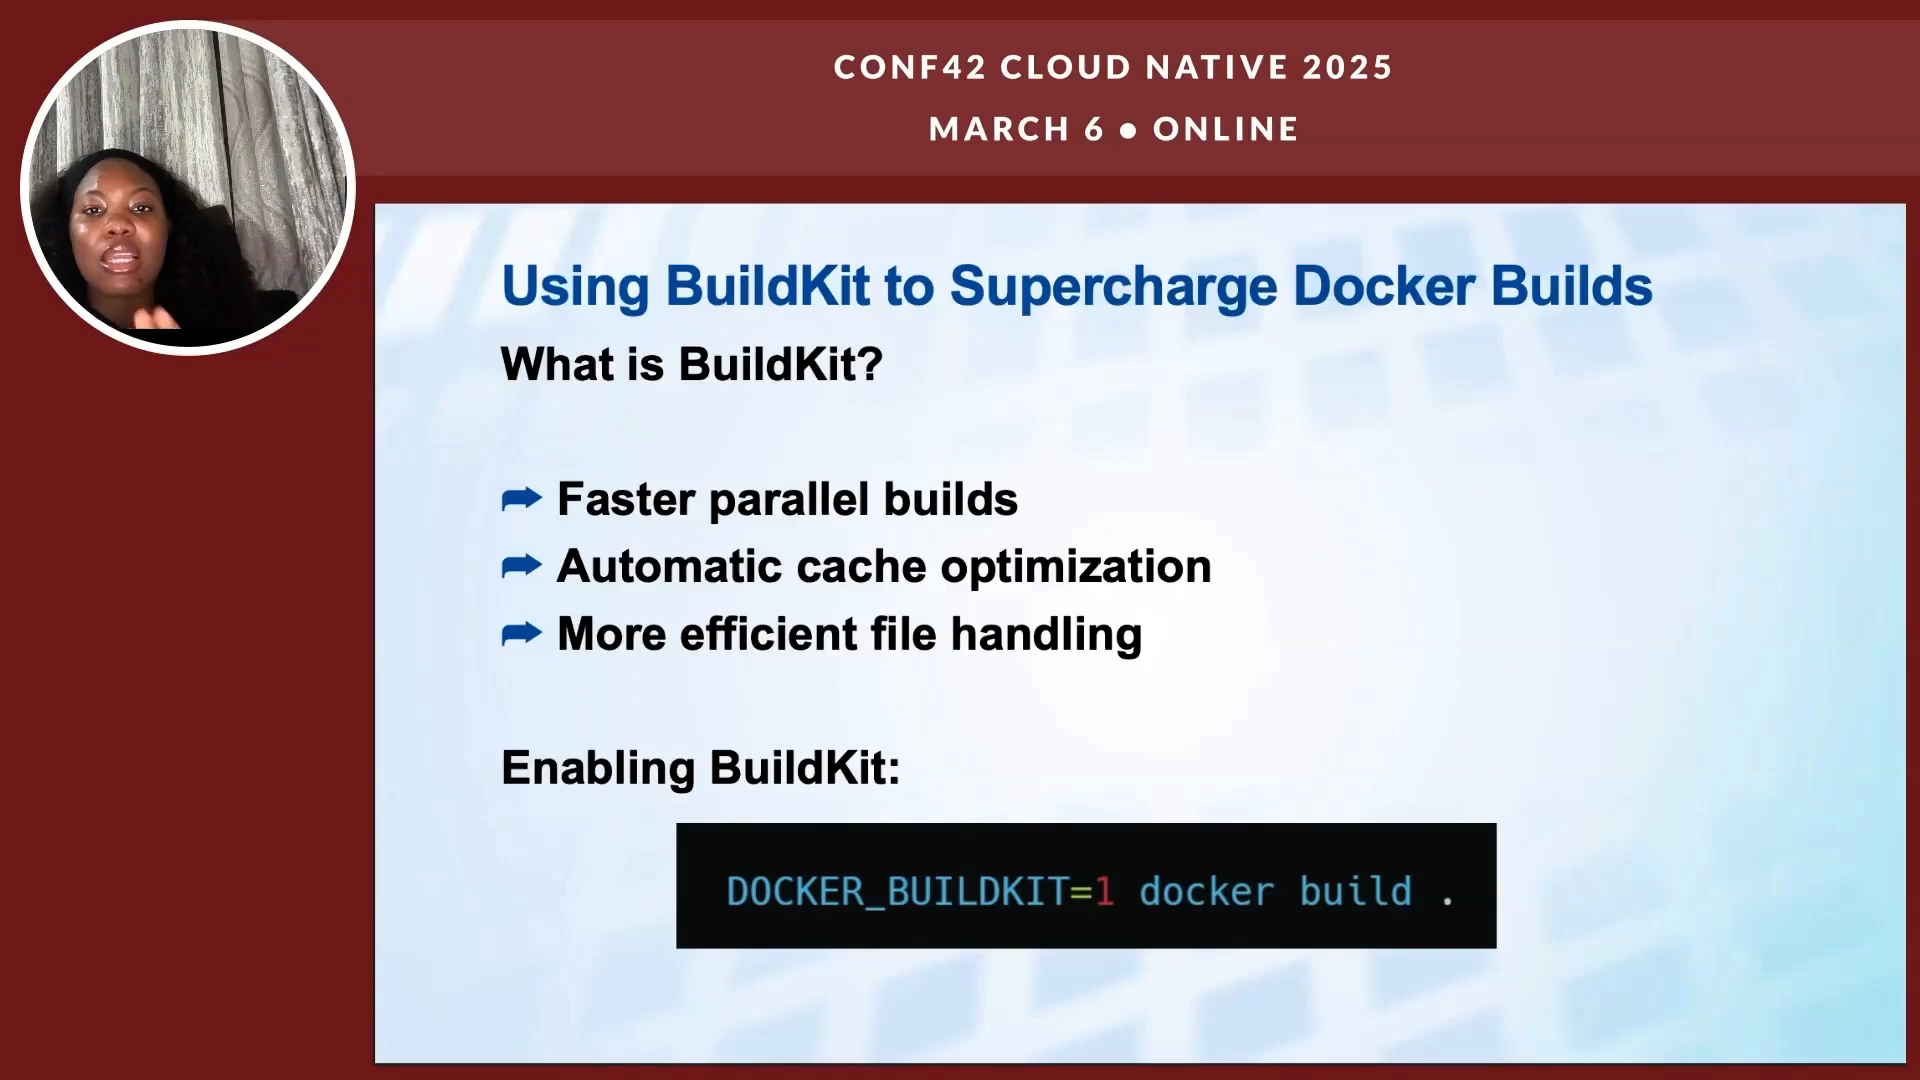 CONF42 CLOUD NATIVE 2025
MARCH 6 ● ONLINE
Using BuildKit to Supercharge Docker Builds
What is BuildKit?
Faster parallel builds
Automatic cache optimization
More efficient file handling
Enabling BuildKit:
DOCKER_BUILDKIT=1 docker build .